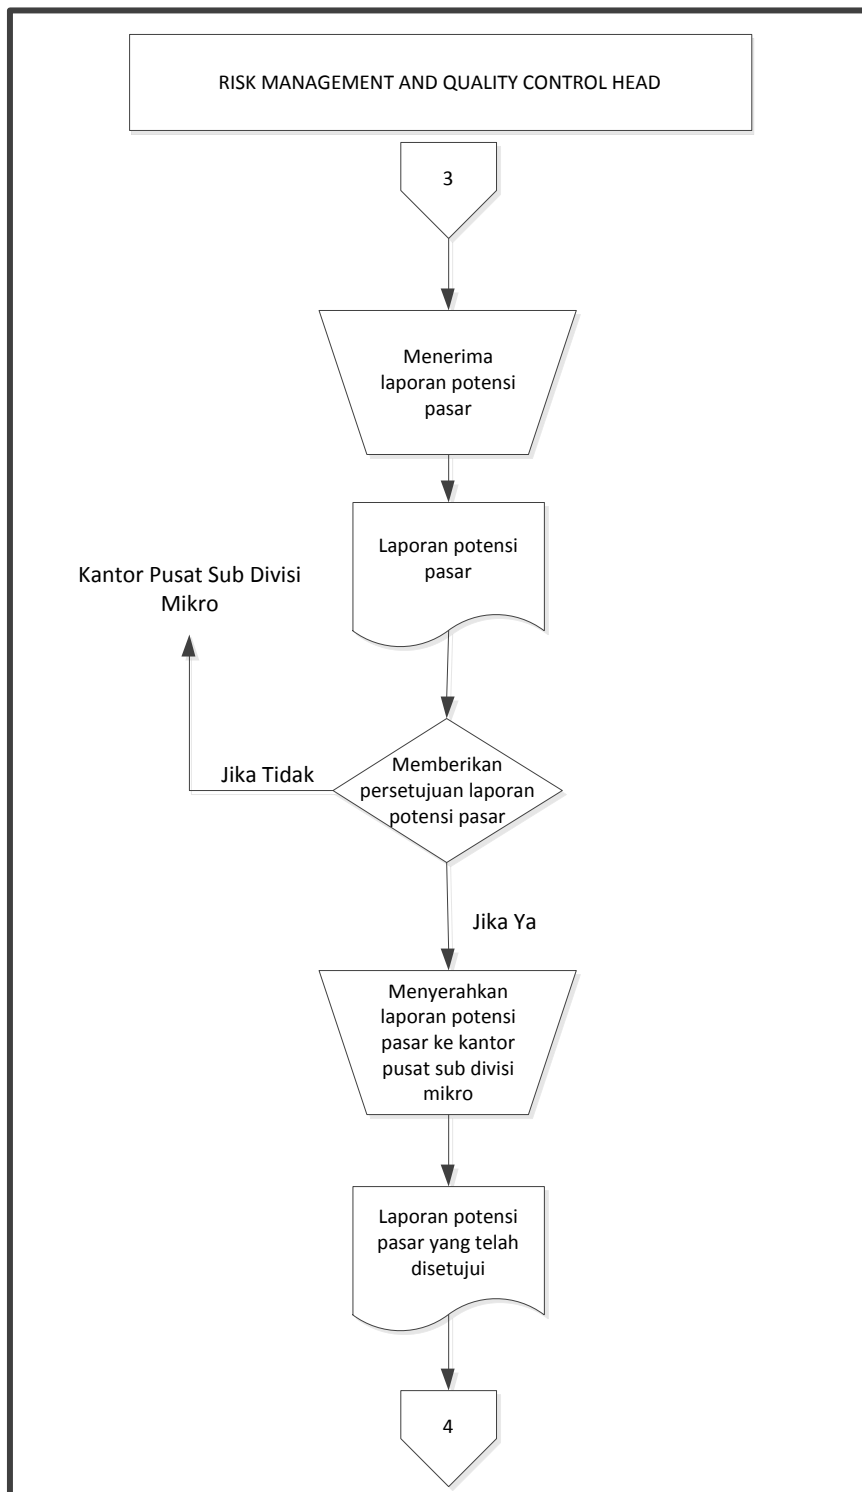 RISK MANAGEMENT AND QUALITY CONTROL HEAD
3
Menerima
laporan potensi
pasar
Laporan potensi
pasar
Kantor Pusat Sub Divisi
Mikro
Jika Tidak
Memberikan
persetujuan laporan
potensi pasar
Jika Ya
Menyerahkan
laporan potensi
pasar ke kantor
pusat sub divisi
mikro
Laporan potensi
pasar yang telah
disetujui
4